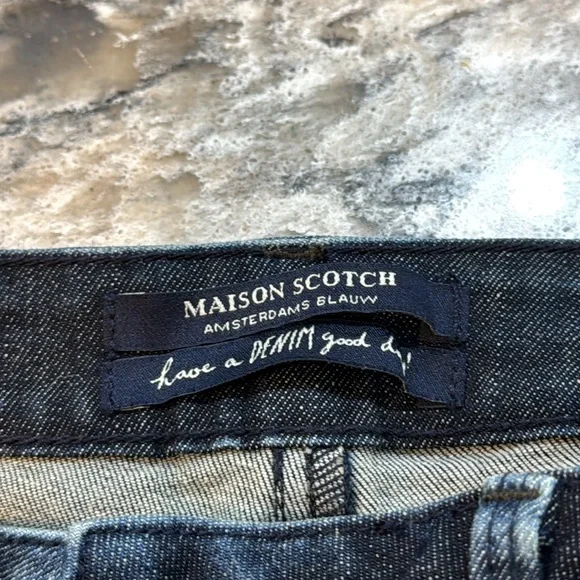 MAISON SCOTCH
AMSTERDAMS BLAUW
have a DENIM good day!